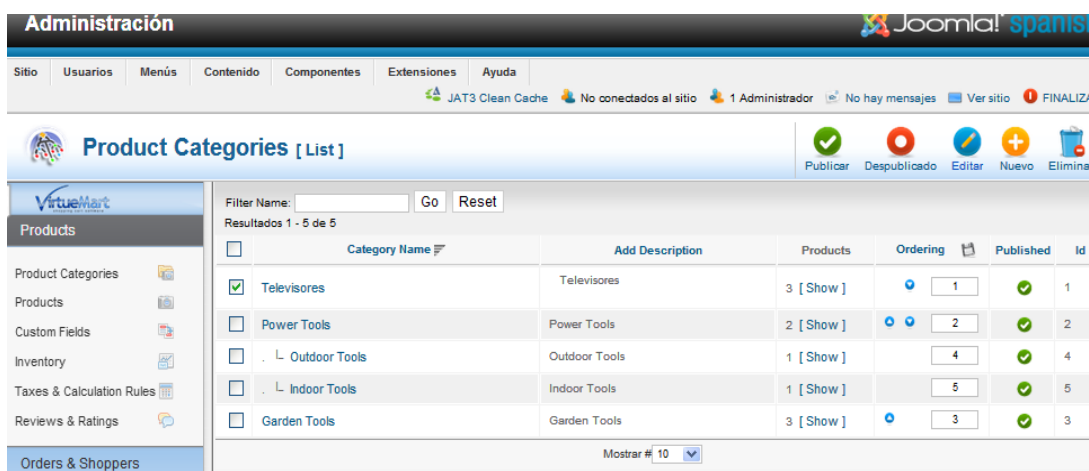 Administración
Joomla! spanis
Sitio Usuarios Menús Contenido Componentes Extensiones Ayuda
JAT3 Clean Cache No conectados al sitio 1 Administrador No hay mensajes Ver sitio FINALIZA
Product Categories [ List ]
Publicar Despublicado Editar Nuevo Elimina
VirtueMart
Products
Product Categories
Products
Custom Fields
Inventory
Taxes & Calculation Rules
Reviews & Ratings
Orders & Shoppers
Filter Name: Go Reset
Resultados 1 - 5 de 5
Category Name Add Description Products Ordering Published Id
Televisores Televisores 3 [ Show ] 1 1
Power Tools Power Tools 2 [ Show ] 2 2
. Outdoor Tools Outdoor Tools 1 [ Show ] 4 4
. Indoor Tools Indoor Tools 1 [ Show ] 5 5
Garden Tools Garden Tools 3 [ Show ] 3 3
Mostrar # 10